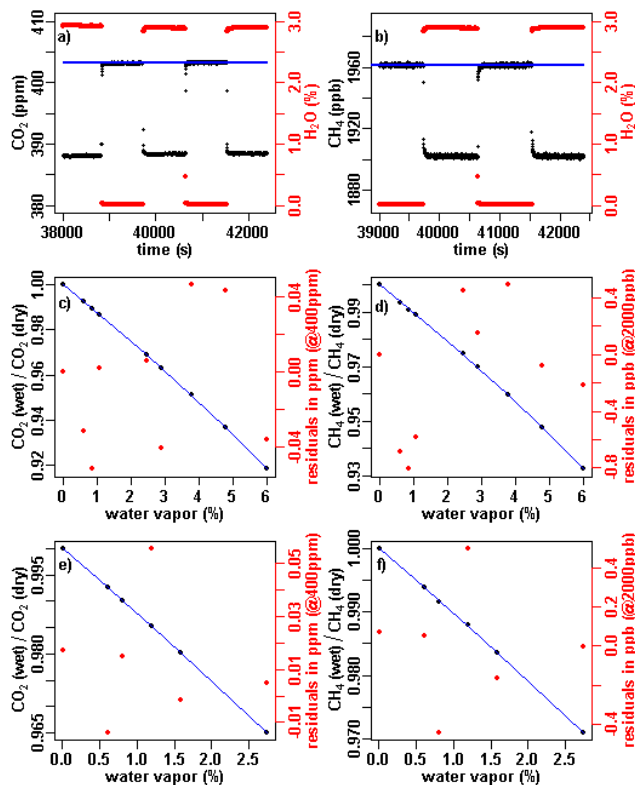 a)
CO2 (ppm)
380 390 400 410
H2O (%)
0.0 1.0 2.0 3.0
38000 40000 42000
time (s)
b)
CH4 (ppb)
1880 1920 1960
H2O (%)
0.0 1.0 2.0 3.0
39000 40000 41000 42000
time (s)
c)
CO2 (wet) / CO2 (dry)
0.92 0.94 0.96 0.98 1.00
residuals in ppm (@400ppm)
-0.04 0.00 0.04
0 1 2 3 4 5 6
water vapor (%)
d)
CH4 (wet) / CH4 (dry)
0.93 0.95 0.97 0.99
residuals in ppb (@2000ppb)
-0.8 -0.4 0.0 0.4
0 1 2 3 4 5 6
water vapor (%)
e)
CO2 (wet) / CO2 (dry)
0.965 0.980 0.995
residuals in ppm (@400ppm)
-0.01 0.01 0.03 0.05
0.0 0.5 1.0 1.5 2.0 2.5
water vapor (%)
f)
CH4 (wet) / CH4 (dry)
0.970 0.980 0.990 1.000
residuals in ppb (@2000ppb)
-0.4 0.0 0.2 0.4
0.0 0.5 1.0 1.5 2.0 2.5
water vapor (%)